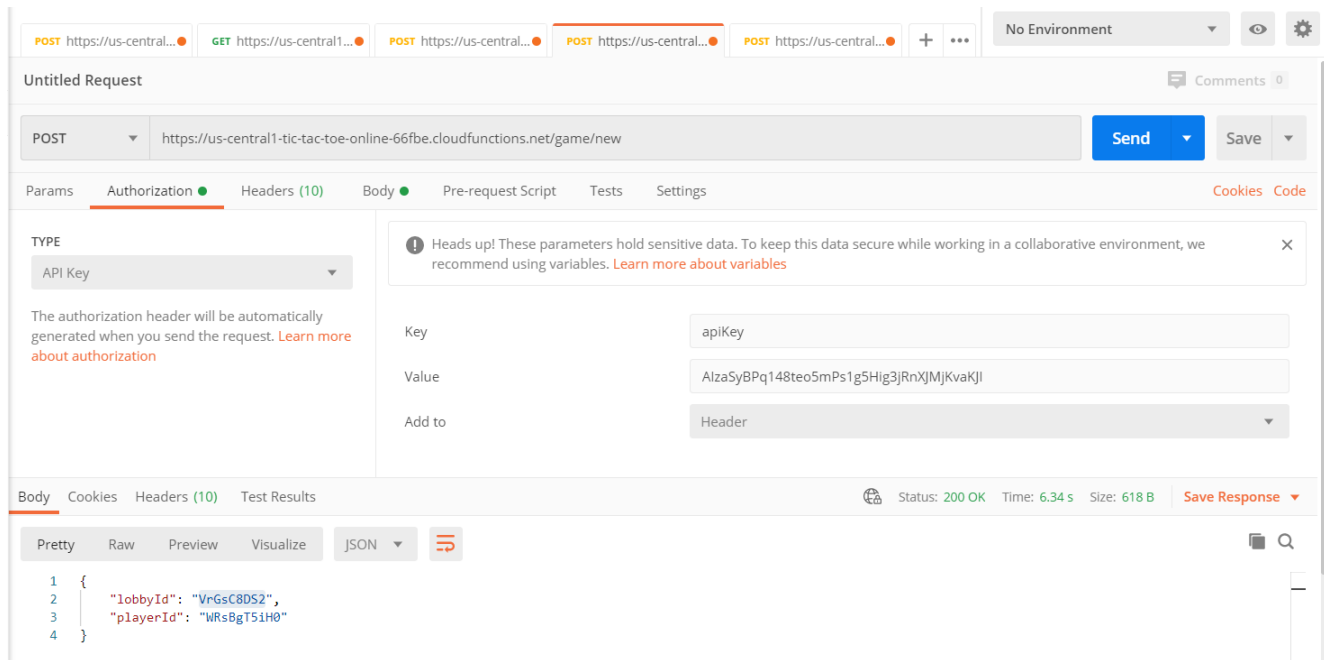 POST https://us-central... GET https://us-central1... POST https://us-central... POST https://us-central... POST https://us-central... + ••• No Environment
Untitled Request Comments 0
POST https://us-central1-tic-tac-toe-online-66fbe.cloudfunctions.net/game/new Send Save
Params Authorization Headers (10) Body Pre-request Script Tests Settings Cookies Code
TYPE
API Key
The authorization header will be automatically
generated when you send the request. Learn more
about authorization
Heads up! These parameters hold sensitive data. To keep this data secure while working in a collaborative environment, we
recommend using variables. Learn more about variables
Key apiKey
Value AIzaSyBPq148teo5mPs1g5Hig3jRnXJMjKvaKJI
Add to Header
Body Cookies Headers (10) Test Results Status: 200 OK Time: 6.34 s Size: 618 B Save Response
Pretty Raw Preview Visualize JSON
1 {
2 "lobbyId": "VrGsC8DS2",
3 "playerId": "WRsBgT5iH0"
4 }